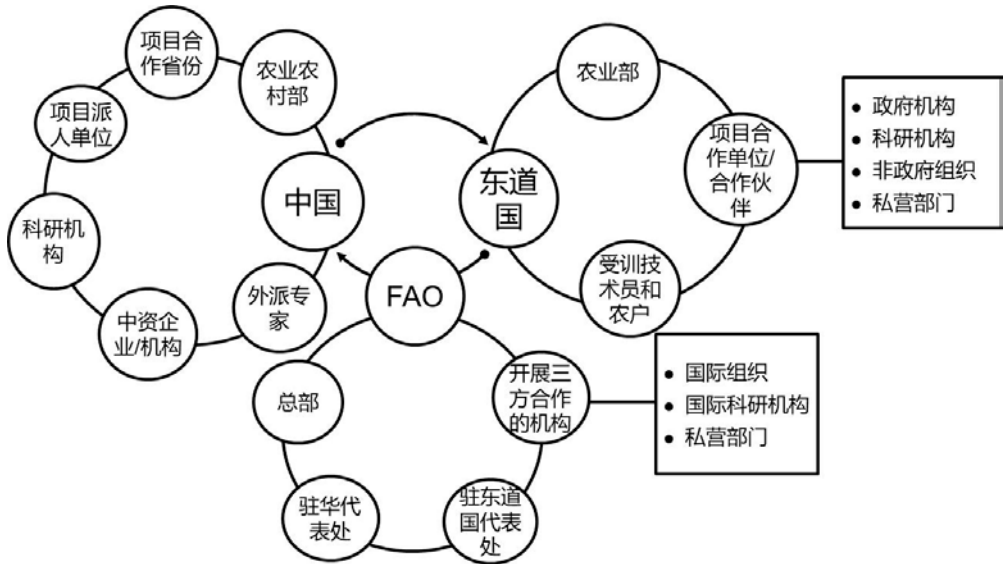 项目合
作省份
农业农
村部
项目派
人单位
中国
科研机
构
中资企
业/机构
外派专
家
东道
国
农业部
项目合
作单位/
合作伙
伴
受训技
术员和
农户
政府机构
科研机构
非政府组织
私营部门
FAO
总部
开展三
方合作
的机构
驻华代
表处
驻东道
国代表
处
国际组织
国际科研机构
私营部门